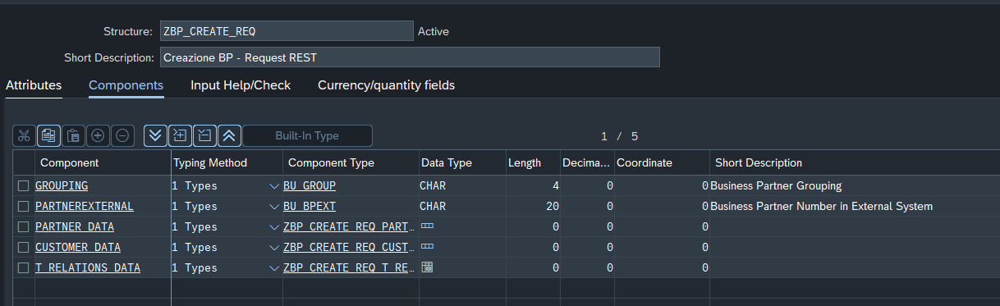 Structure: ZBP_CREATE_REQ Active
Short Description: Creazione BP - Request REST
Attributes Components Input Help/Check Currency/quantity fields
Built-In Type 1 / 5
Component Typing Method Component Type Data Type Length Decima... Coordinate Short Description
GROUPING 1 Types BU_GROUP CHAR 4 0 0 Business Partner Grouping
PARTNEREXTERNAL 1 Types BU_BPEXT CHAR 20 0 0 Business Partner Number in External System
PARTNER_DATA 1 Types ZBP_CREATE_REQ_PART... 0 0 0
CUSTOMER_DATA 1 Types ZBP_CREATE_REQ_CUST... 0 0 0
T_RELATIONS_DATA 1 Types ZBP_CREATE_REQ_T_RE... 0 0 0